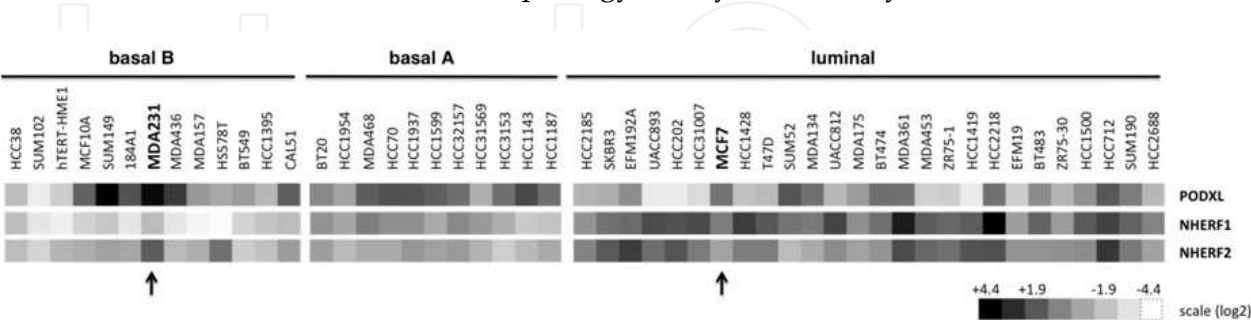 basal B basal A luminal
HCC38 SUM102 hTERT-HME1 MCF10A SUM149 184A1 MDA231 MDA436 MDA157 HS578T BT549 HCC1395 CAL51 BT20 HCC1954 MDA468 HCC70 HCC1937 HCC1599 HCC32157 HCC31569 HCC3153 HCC1143 HCC1187 HCC2185 SKBR3 EFM192A UACC893 HCC202 HCC31007 MCF7 HCC1428 T47D SUM52 MDA134 UACC812 MDA175 BT474 MDA361 MDA453 ZR75-1 HCC1419 HCC2218 EFM19 BT483 ZR75-30 HCC1500 HCC712 SUM190 HCC2688
PODXL
NHERF1
NHERF2
+4.4 +1.9 -1.9 -4.4
scale (log2)